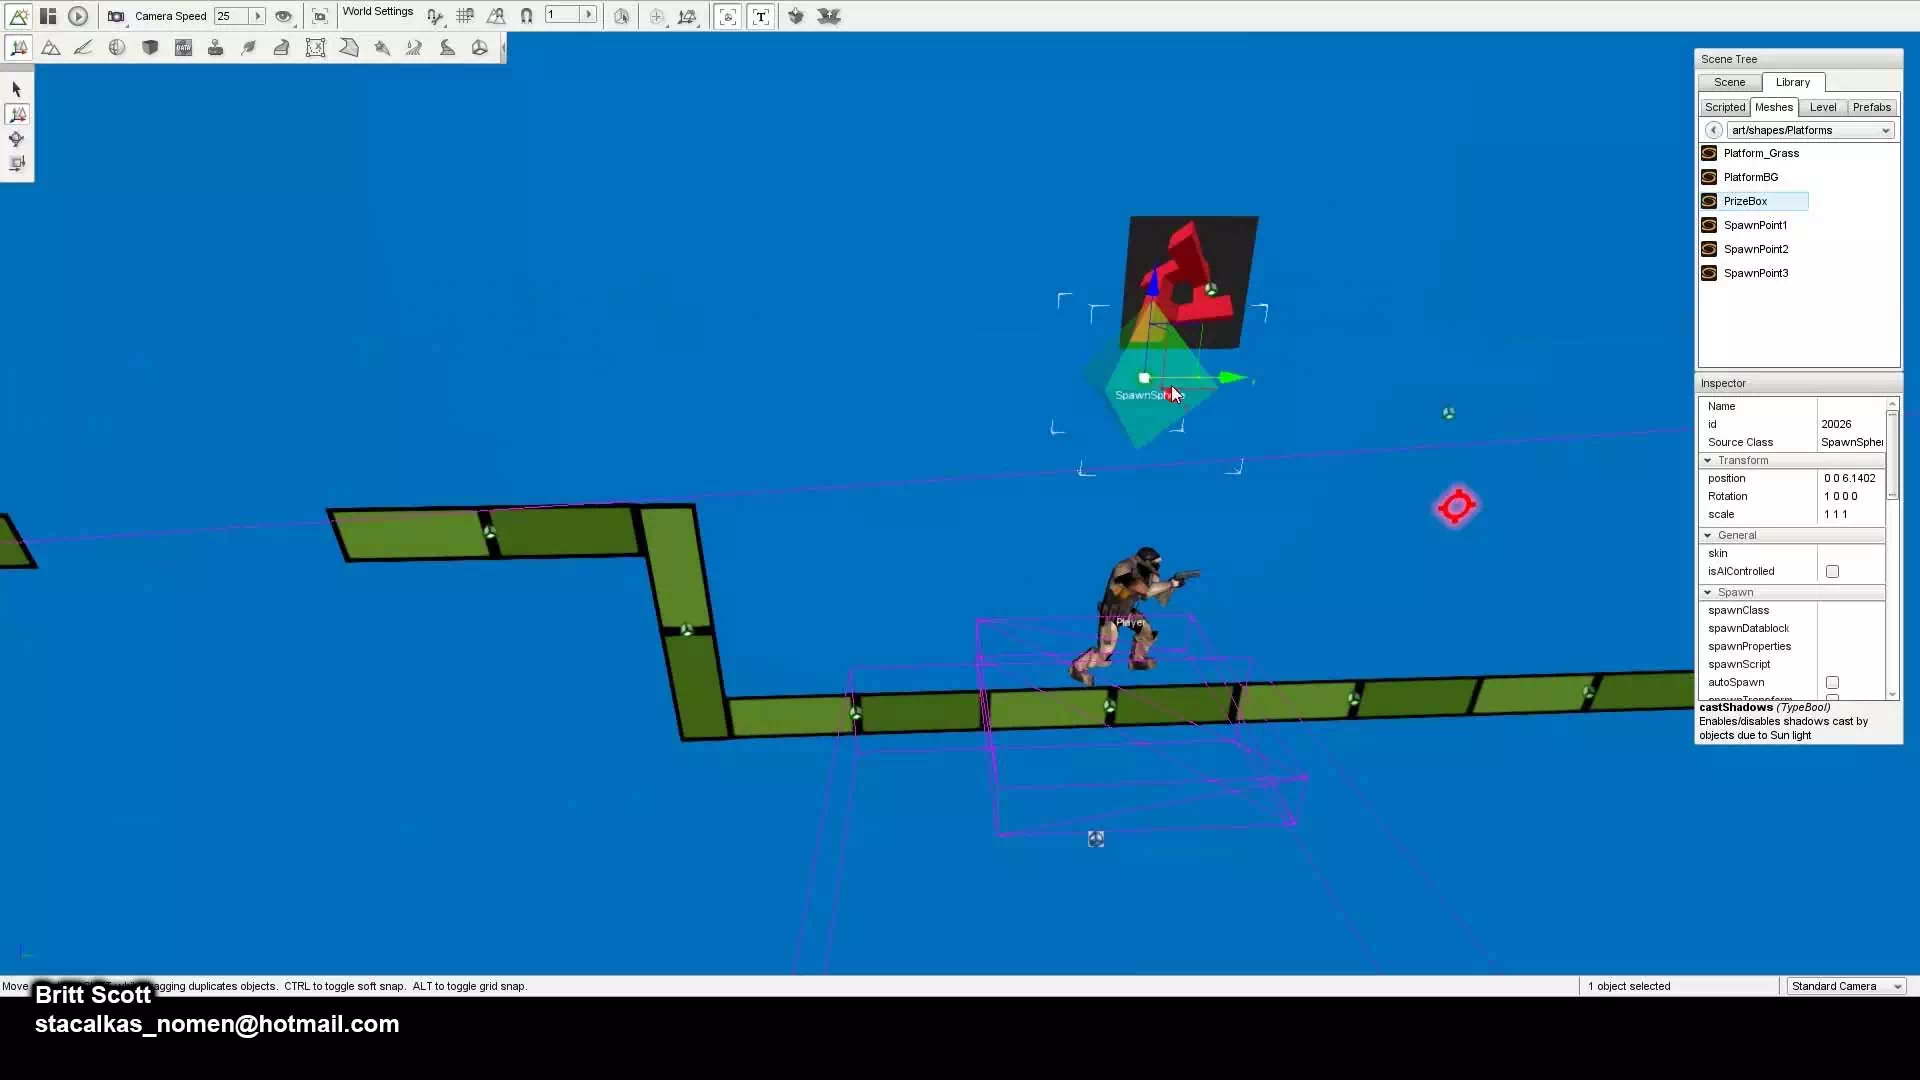 Camera Speed 25 World Settings 1
DATA T
Scene Tree
Scene Library
Scripted Meshes Level Prefabs
art/shapes/Platforms
Platform_Grass
PlatformBG
PrizeBox
SpawnPoint1
SpawnPoint2
SpawnPoint3
Inspector
Name
id 20026
Source Class SpawnSpher
Transform
position 0 0 6.1402
Rotation 1 0 0 0
scale 1 1 1
General
skin
isAIControlled
Spawn
spawnClass
spawnDatablock
spawnProperties
spawnScript
autoSpawn
spawnTransform
castShadows (TypeBool)
Enables/disables shadows cast by
objects due to Sun light
Player
Move agging duplicates objects. CTRL to toggle soft snap. ALT to toggle grid snap.
1 object selected Standard Camera
Britt Scott
stacalkas_nomen@hotmail.com